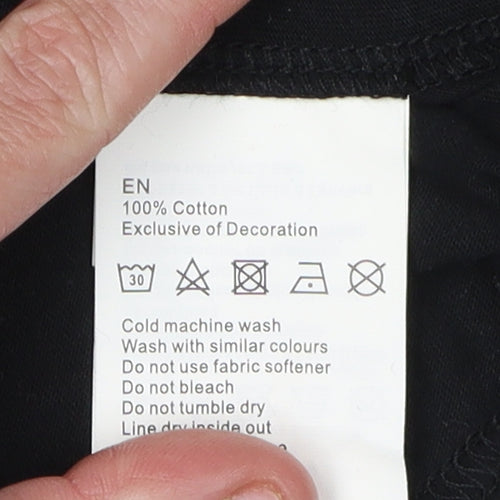 EN
100% Cotton
Exclusive of Decoration
30
Cold machine wash
Wash with similar colours
Do not use fabric softener
Do not bleach
Do not tumble dry
Line dry inside out